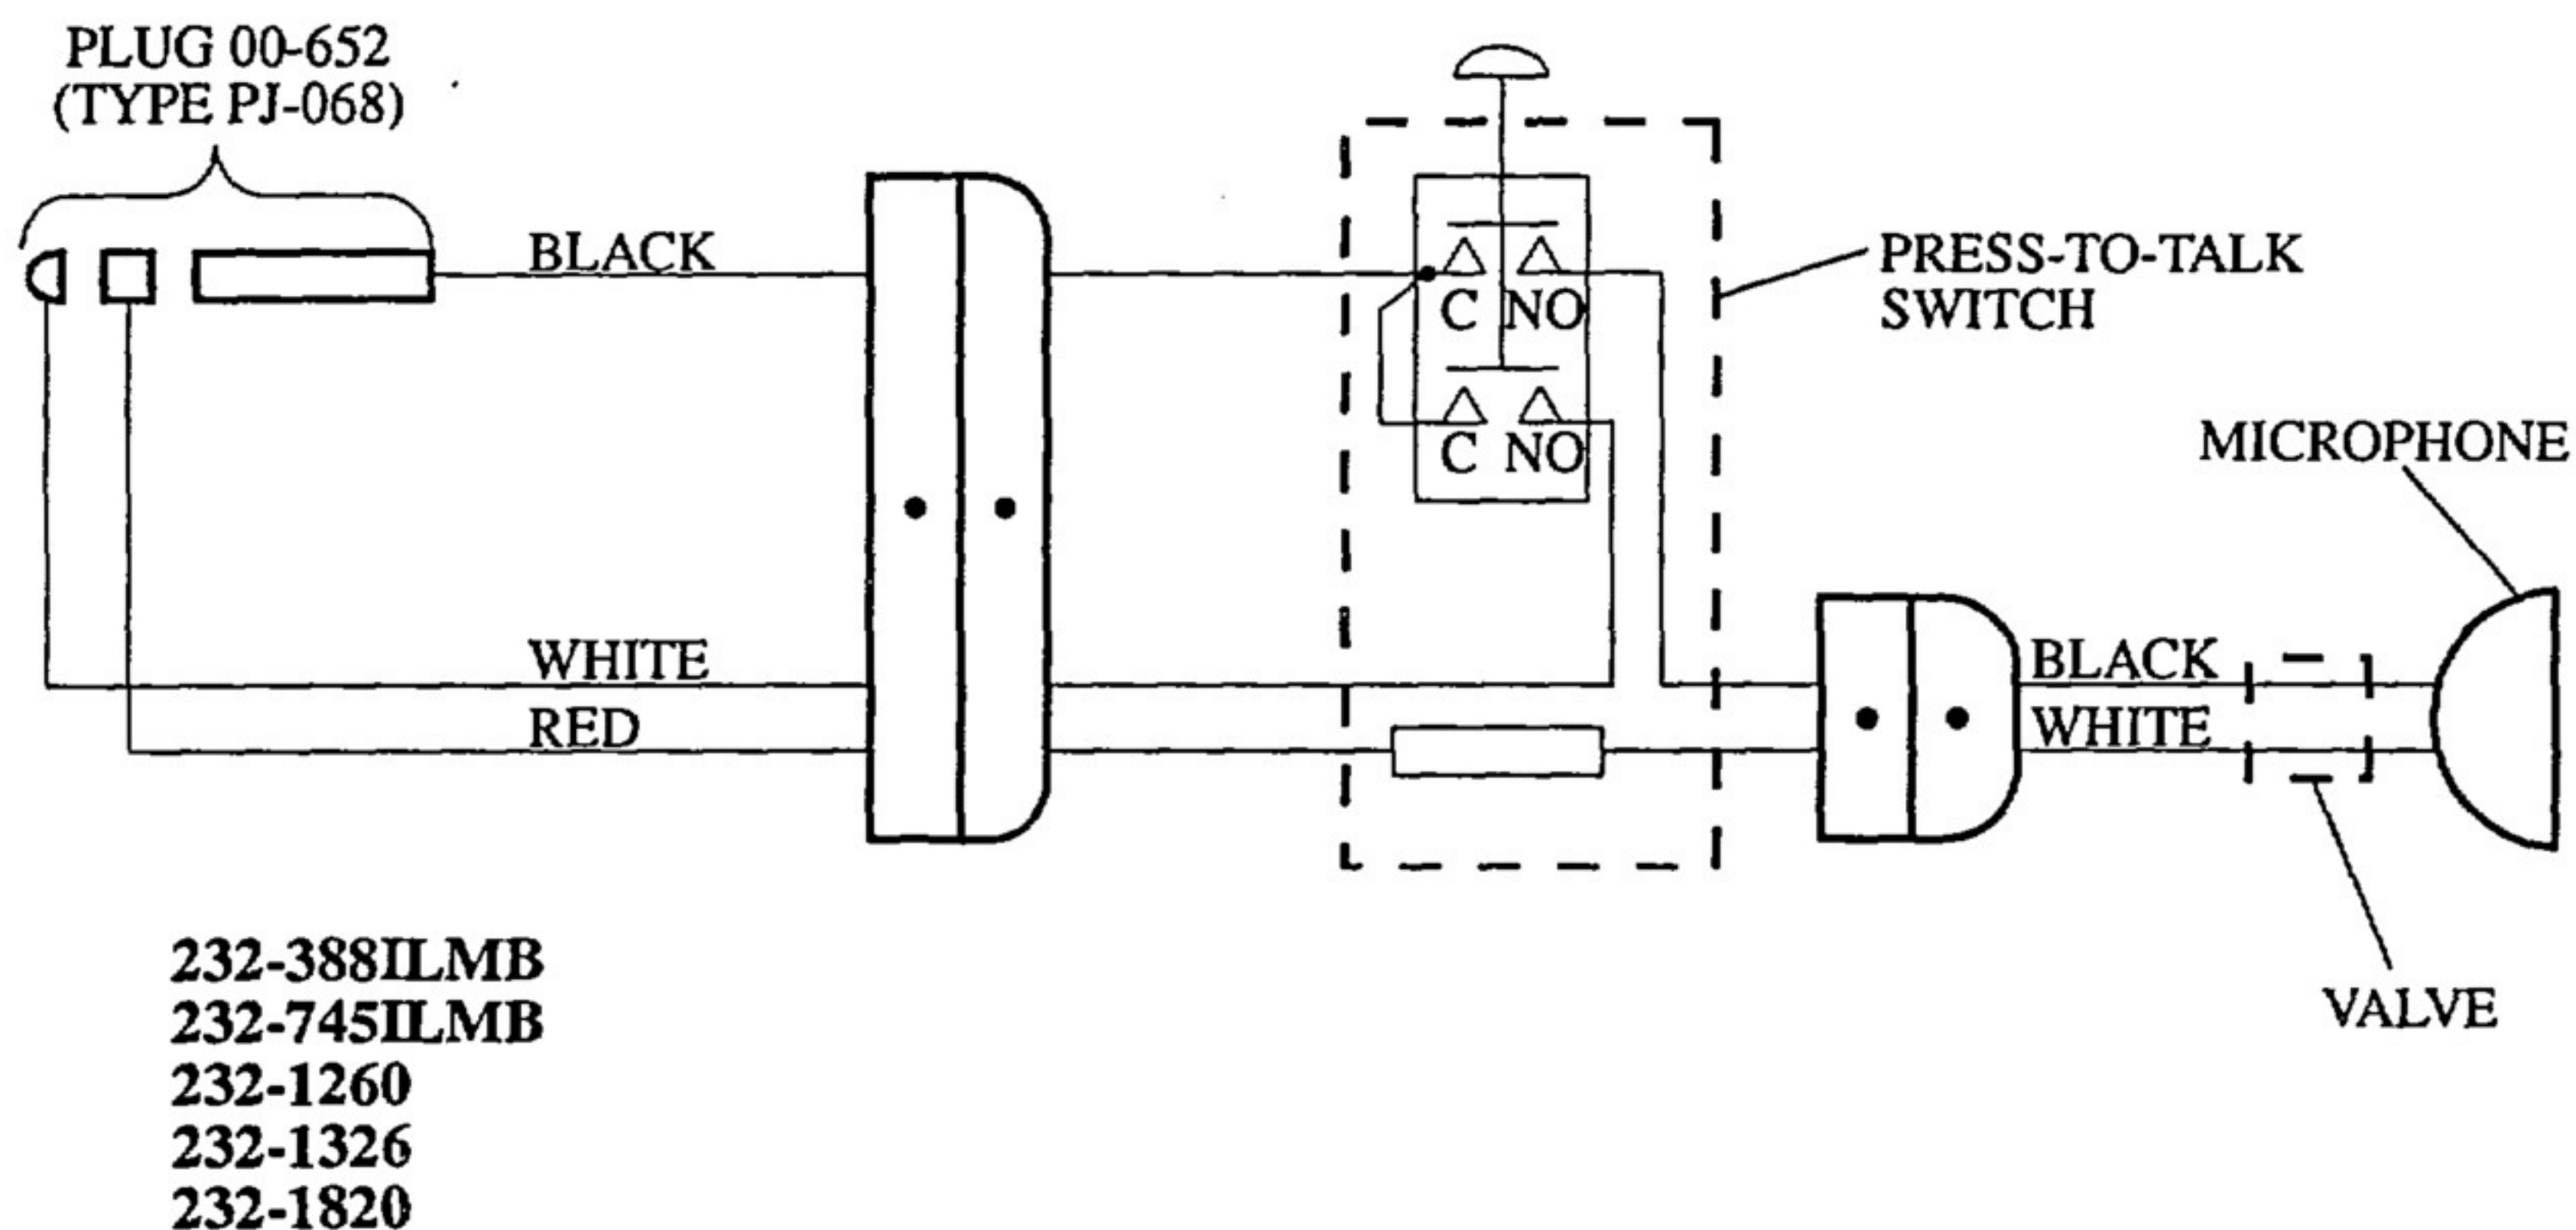 PLUG 00-652
(TYPE PJ-068)
BLACK
C NO
C NO
PRESS-TO-TALK
SWITCH
MICROPHONE
WHITE
RED
BLACK
WHITE
VALVE
232-388ILMB
232-745ILMB
232-1260
232-1326
232-1820